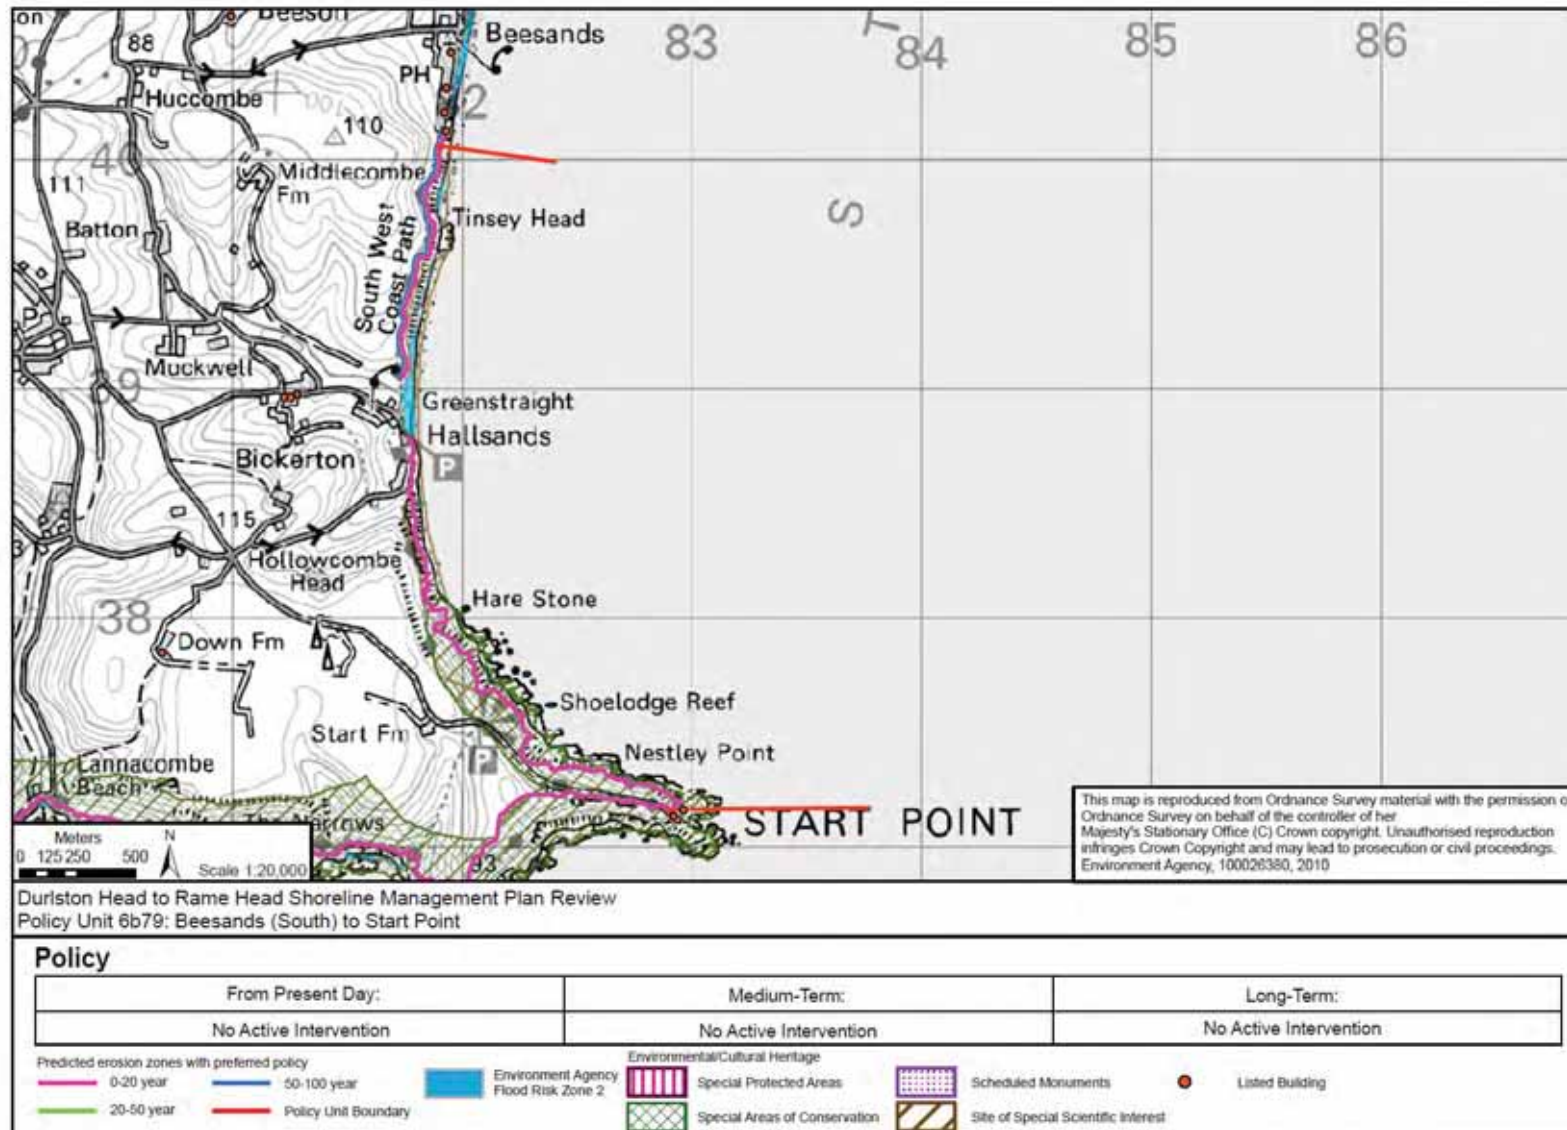 Beeson
Beesands
83
84
85
86
88
PH
Huccombe
110
40
Middlecombe
Fm
111
Tinsey Head
S
Batton
South West
Coast Path
Muckwell
39
Greenstraight
Hallsands
P
Bickerton
115
Hollowcombe
Head
Hare Stone
38
Down Fm
Shoelodge Reef
Start Fm
Nestley Point
P
Lannacombe
Beach
The Narrows
START POINT
93
Meters
N
0 125 250 500
Scale 1:20,000
This map is reproduced from Ordnance Survey material with the permission o
Ordnance Survey on behalf of the controller of her
Majesty's Stationary Office (C) Crown copyright. Unauthorised reproduction
infringes Crown Copyright and may lead to prosecution or civil proceedings.
Environment Agency, 100026380, 2010
Durlston Head to Rame Head Shoreline Management Plan Review
Policy Unit 6b79: Beesands (South) to Start Point
Policy
From Present Day: Medium-Term: Long-Term:
No Active Intervention No Active Intervention No Active Intervention
Predicted erosion zones with preferred policy
0-20 year
50-100 year
20-50 year
Policy Unit Boundary
Environment Agency
Flood Risk Zone 2
Environmental/Cultural Heritage
Special Protected Areas
Scheduled Monuments
Listed Building
Special Areas of Conservation
Site of Special Scientific Interest